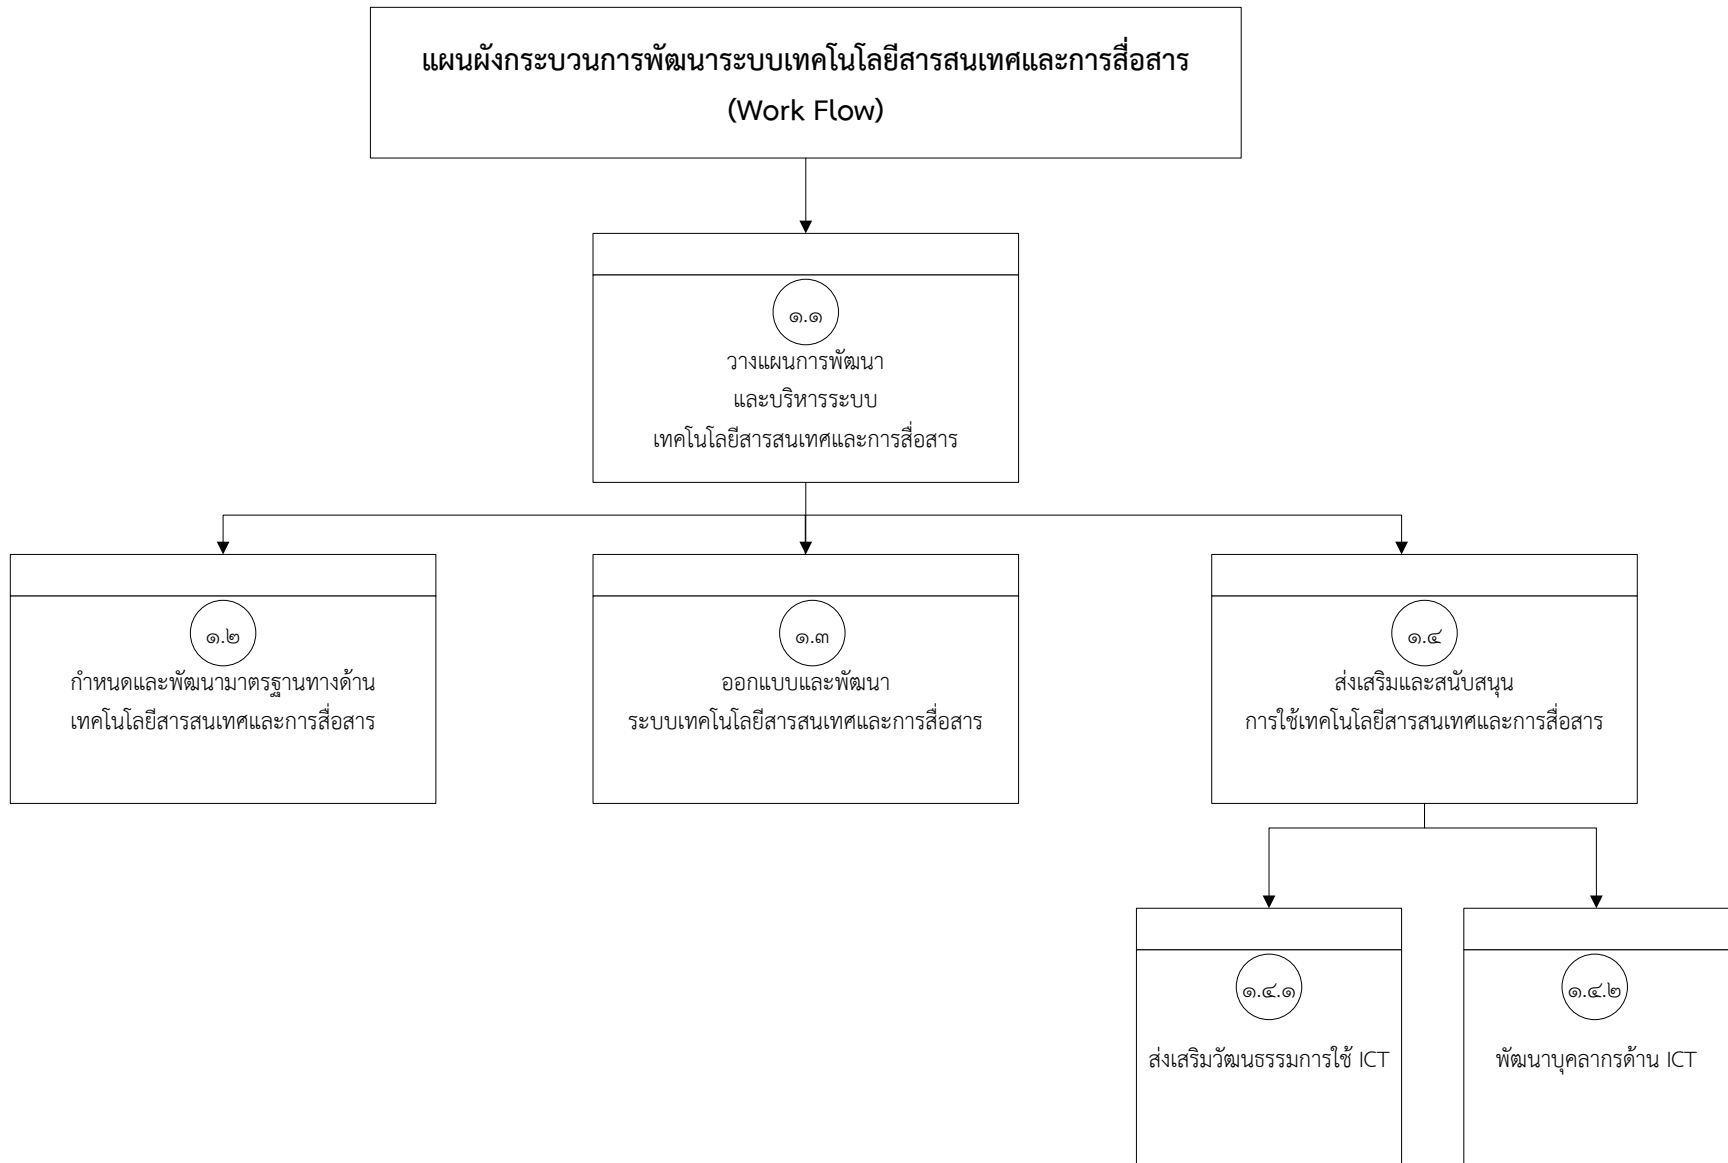 แผนผังกระบวนการพัฒนาระบบเทคโนโลยีสารสนเทศและการสื่อสาร
(Work Flow)
๑.๑
วางแผนการพัฒนา
และบริหารระบบ
เทคโนโลยีสารสนเทศและการสื่อสาร
๑.๒
กำหนดและพัฒนามาตรฐานทางด้าน
เทคโนโลยีสารสนเทศและการสื่อสาร
๑.๓
ออกแบบและพัฒนา
ระบบเทคโนโลยีสารสนเทศและการสื่อสาร
๑.๔
ส่งเสริมและสนับสนุน
การใช้เทคโนโลยีสารสนเทศและการสื่อสาร
๑.๔.๑
ส่งเสริมวัฒนธรรมการใช้ ICT
๑.๔.๒
พัฒนาบุคลากรด้าน ICT